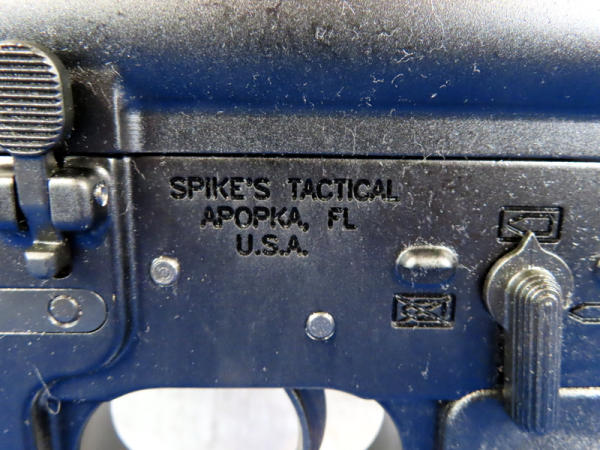 SPIKE'S TACTICAL
APOPKA, FL
U.S.A.